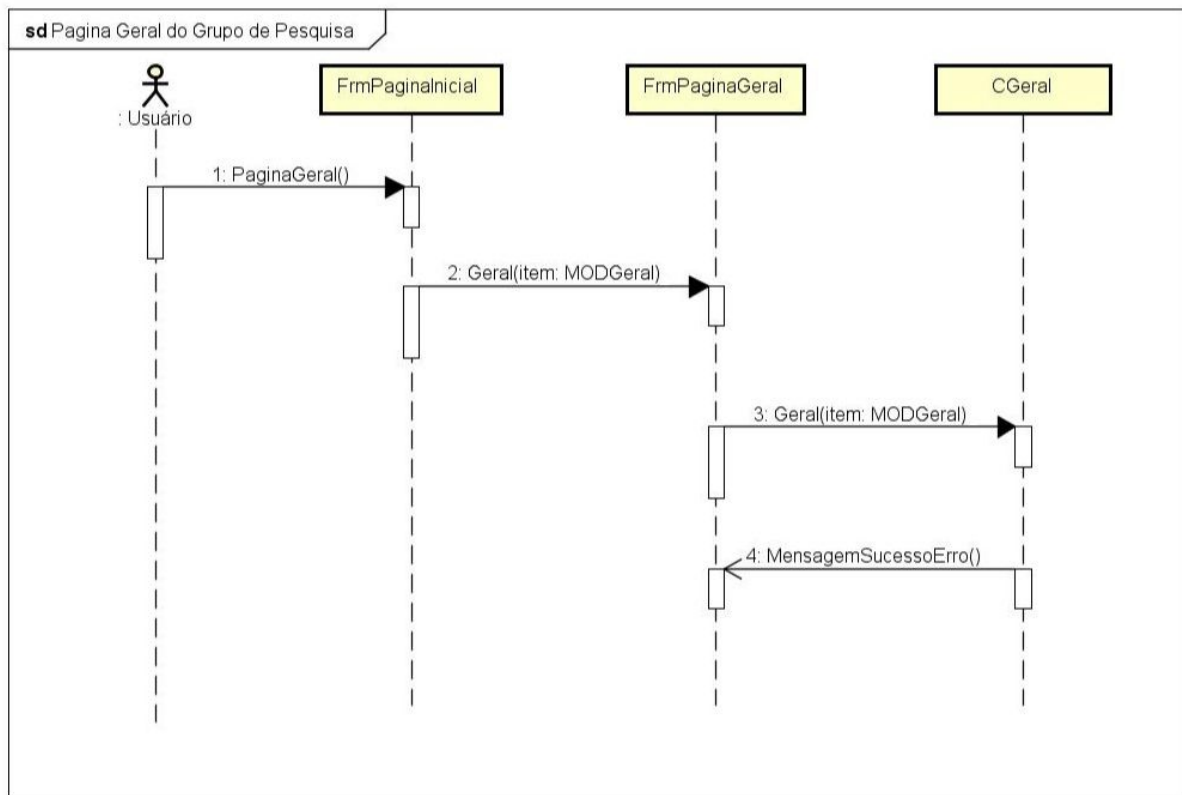 sd Pagina Geral do Grupo de Pesquisa
: Usuário
FrmPaginaInicial
FrmPaginaGeral
CGeral
1: PaginaGeral()
2: Geral(item: MODGeral)
3: Geral(item: MODGeral)
4: MensagemSucessoErro()